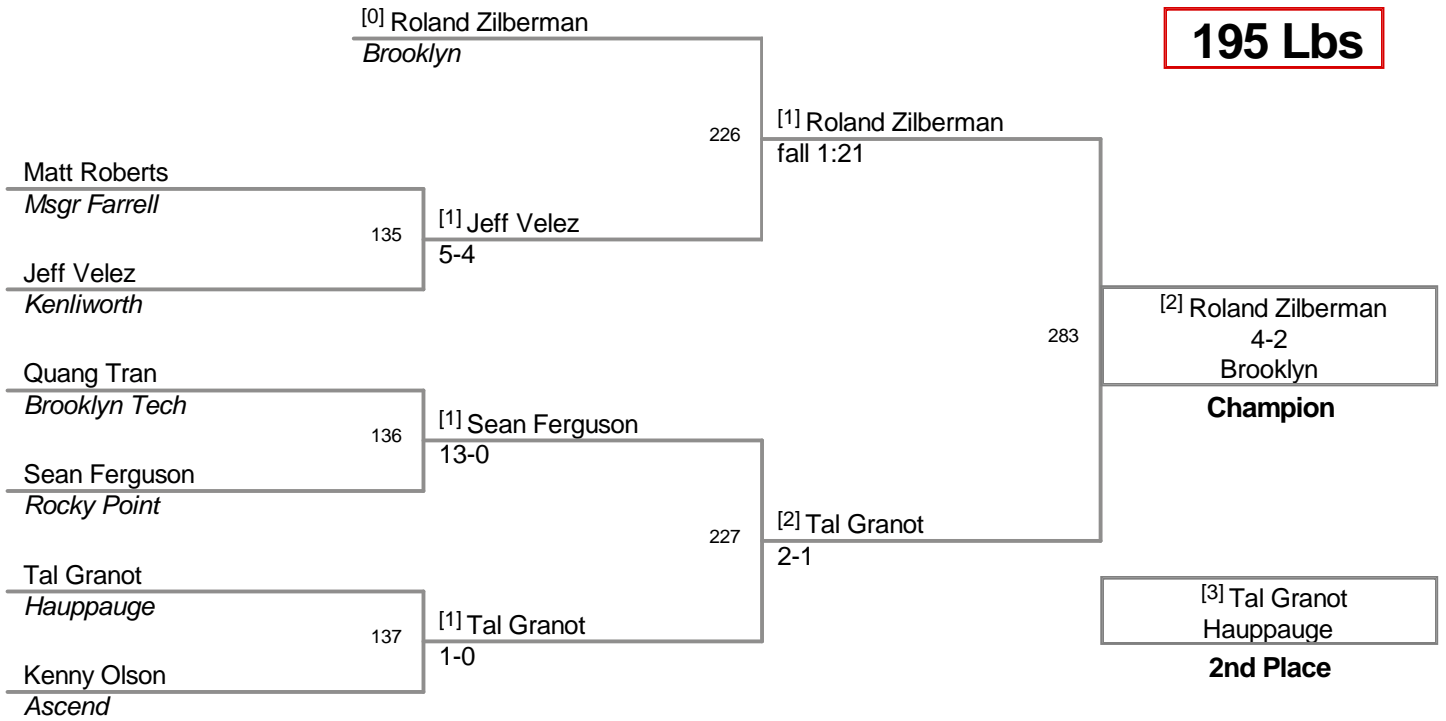 [0] Roland Zilberman
Brooklyn
195 Lbs
226
[1] Roland Zilberman
fall 1:21
Matt Roberts
Msgr Farrell
135
[1] Jeff Velez
5-4
Jeff Velez
Kenliworth
283
[2] Roland Zilberman
4-2
Brooklyn
Champion
Quang Tran
Brooklyn Tech
136
[1] Sean Ferguson
13-0
Sean Ferguson
Rocky Point
227
[2] Tal Granot
2-1
Tal Granot
Hauppauge
137
[1] Tal Granot
1-0
Kenny Olson
Ascend
[3] Tal Granot
Hauppauge
2nd Place